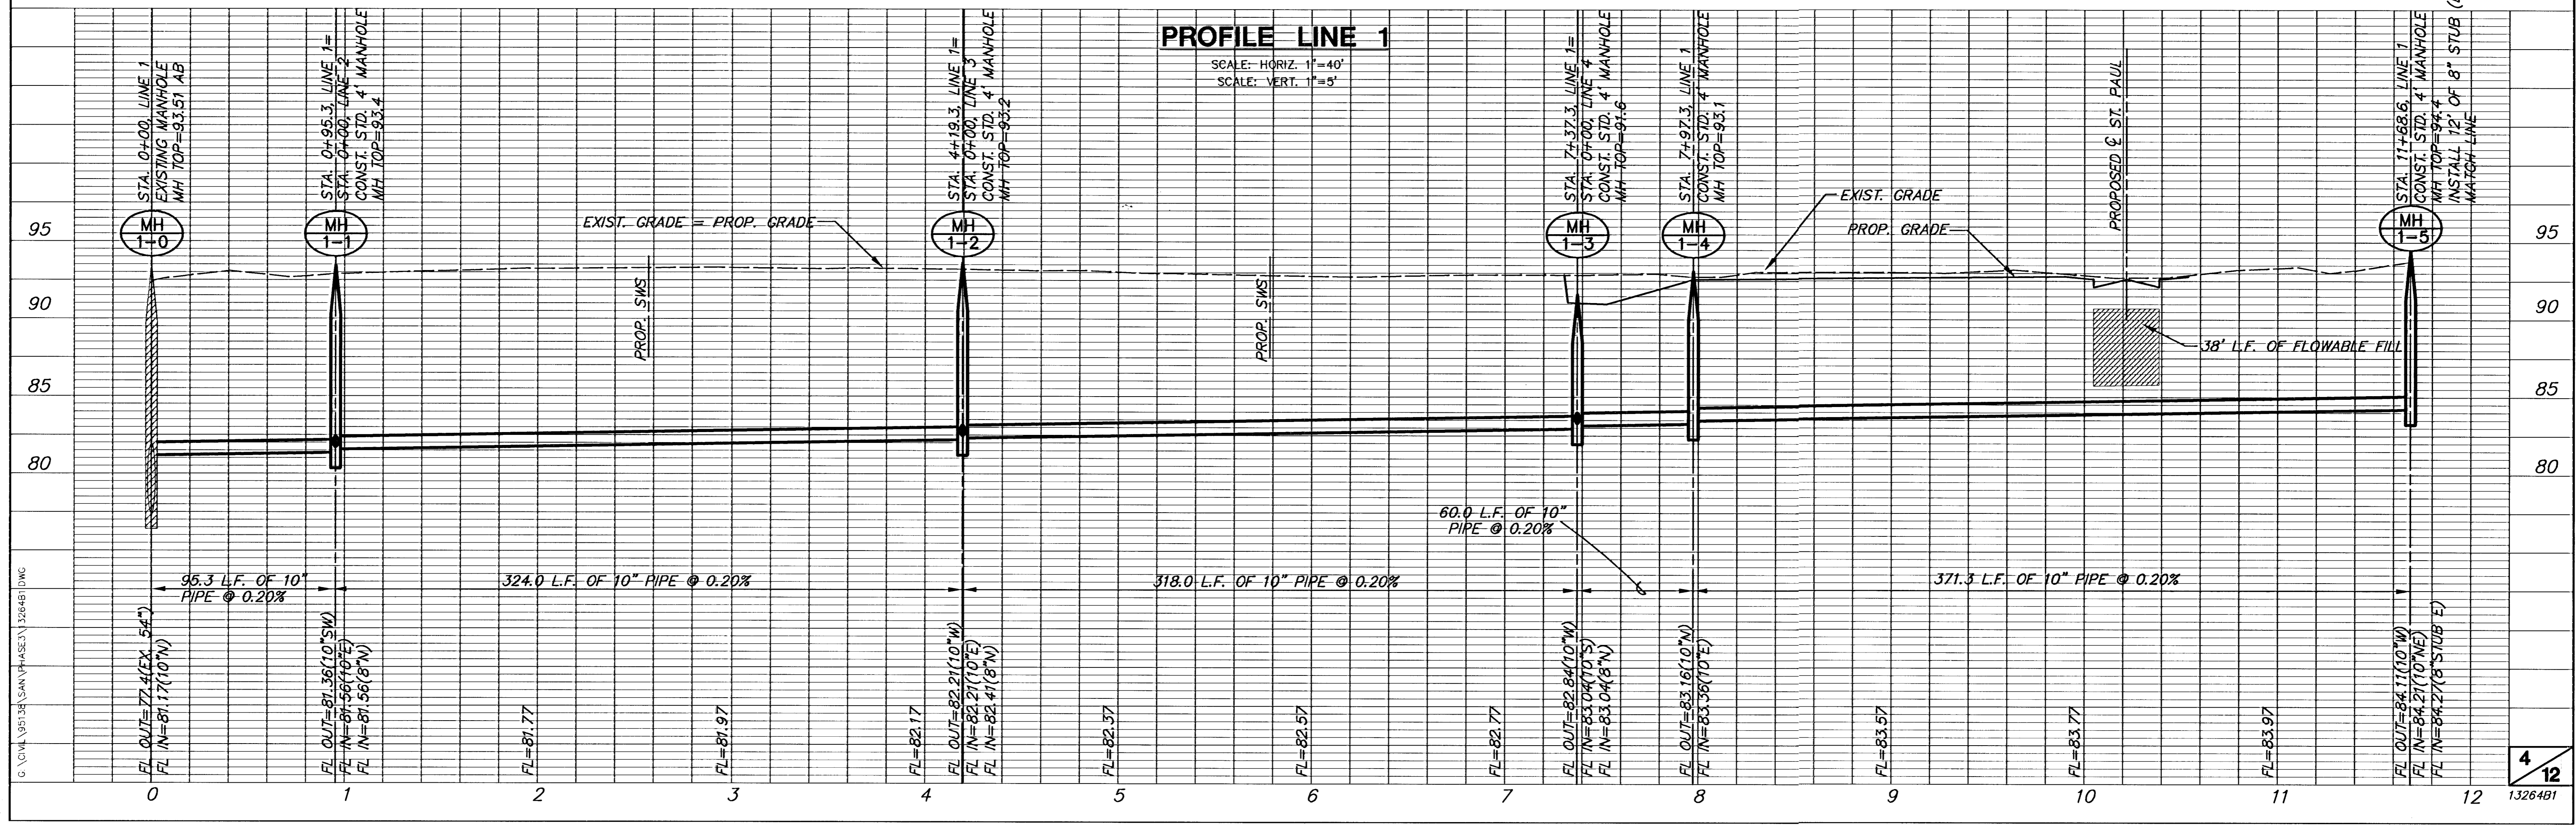 PROFILE LINE 1
SCALE: HORIZ. 1"=40'
SCALE: VERT. 1"=5'
STA. 0+00, LINE 1
EXISTING MANHOLE
MH TOP=93.51 AB
STA. 0+95.3, LINE 1=
STA. 0+00, LINE 2
CONST. STD. 4' MANHOLE
MH TOP=93.4
STA. 4+19.3, LINE 1=
STA. 0+00, LINE 3
CONST. STD. 4' MANHOLE
MH TOP=93.2
STA. 7+37.3, LINE 1=
STA. 0+00, LINE 4
CONST. STD. 4' MANHOLE
MH TOP=91.6
STA. 7+97.3, LINE 1
CONST. STD. 4' MANHOLE
MH TOP=93.1
PROPOSED ℄ ST. PAUL
STA. 11+68.6, LINE 1
CONST. STD. 4' MANHOLE
MH TOP=94.4
INSTALL 12' OF 8" STUB
MATCH LINE
MH
1-0
MH
1-1
MH
1-2
MH
1-3
MH
1-4
MH
1-5
EXIST. GRADE = PROP. GRADE
EXIST. GRADE
PROP. GRADE
PROP. SWS
PROP. SWS
38' L.F. OF FLOWABLE FILL
95
90
85
80
95
90
85
80
95.3 L.F. OF 10"
PIPE @ 0.20%
324.0 L.F. OF 10" PIPE @ 0.20%
318.0 L.F. OF 10" PIPE @ 0.20%
60.0 L.F. OF 10"
PIPE @ 0.20%
371.3 L.F. OF 10" PIPE @ 0.20%
FL OUT=77.4(EX. 54")
FL IN=81.17(10"N)
FL OUT=81.36(10"SW)
FL IN=81.56(10"E)
FL IN=81.56(8"N)
FL=81.77
FL=81.97
FL=82.17
FL OUT=82.21(10"W)
FL IN=82.21(10"E)
FL IN=82.41(8"N)
FL=82.37
FL=82.57
FL=82.77
FL OUT=82.84(10"W)
FL IN=83.04(10"S)
FL IN=83.04(8"N)
FL OUT=83.16(10"N)
FL IN=83.36(10"E)
FL=83.57
FL=83.77
FL=83.97
FL OUT=84.11(10"W)
FL IN=84.21(10"NE)
FL IN=84.27(8"STUB E)
0 1 2 3 4 5 6 7 8 9 10 11 12
G:\CIVIL\95138\SAN\PHASE3\13264B1.DWG
4
12
13264B1